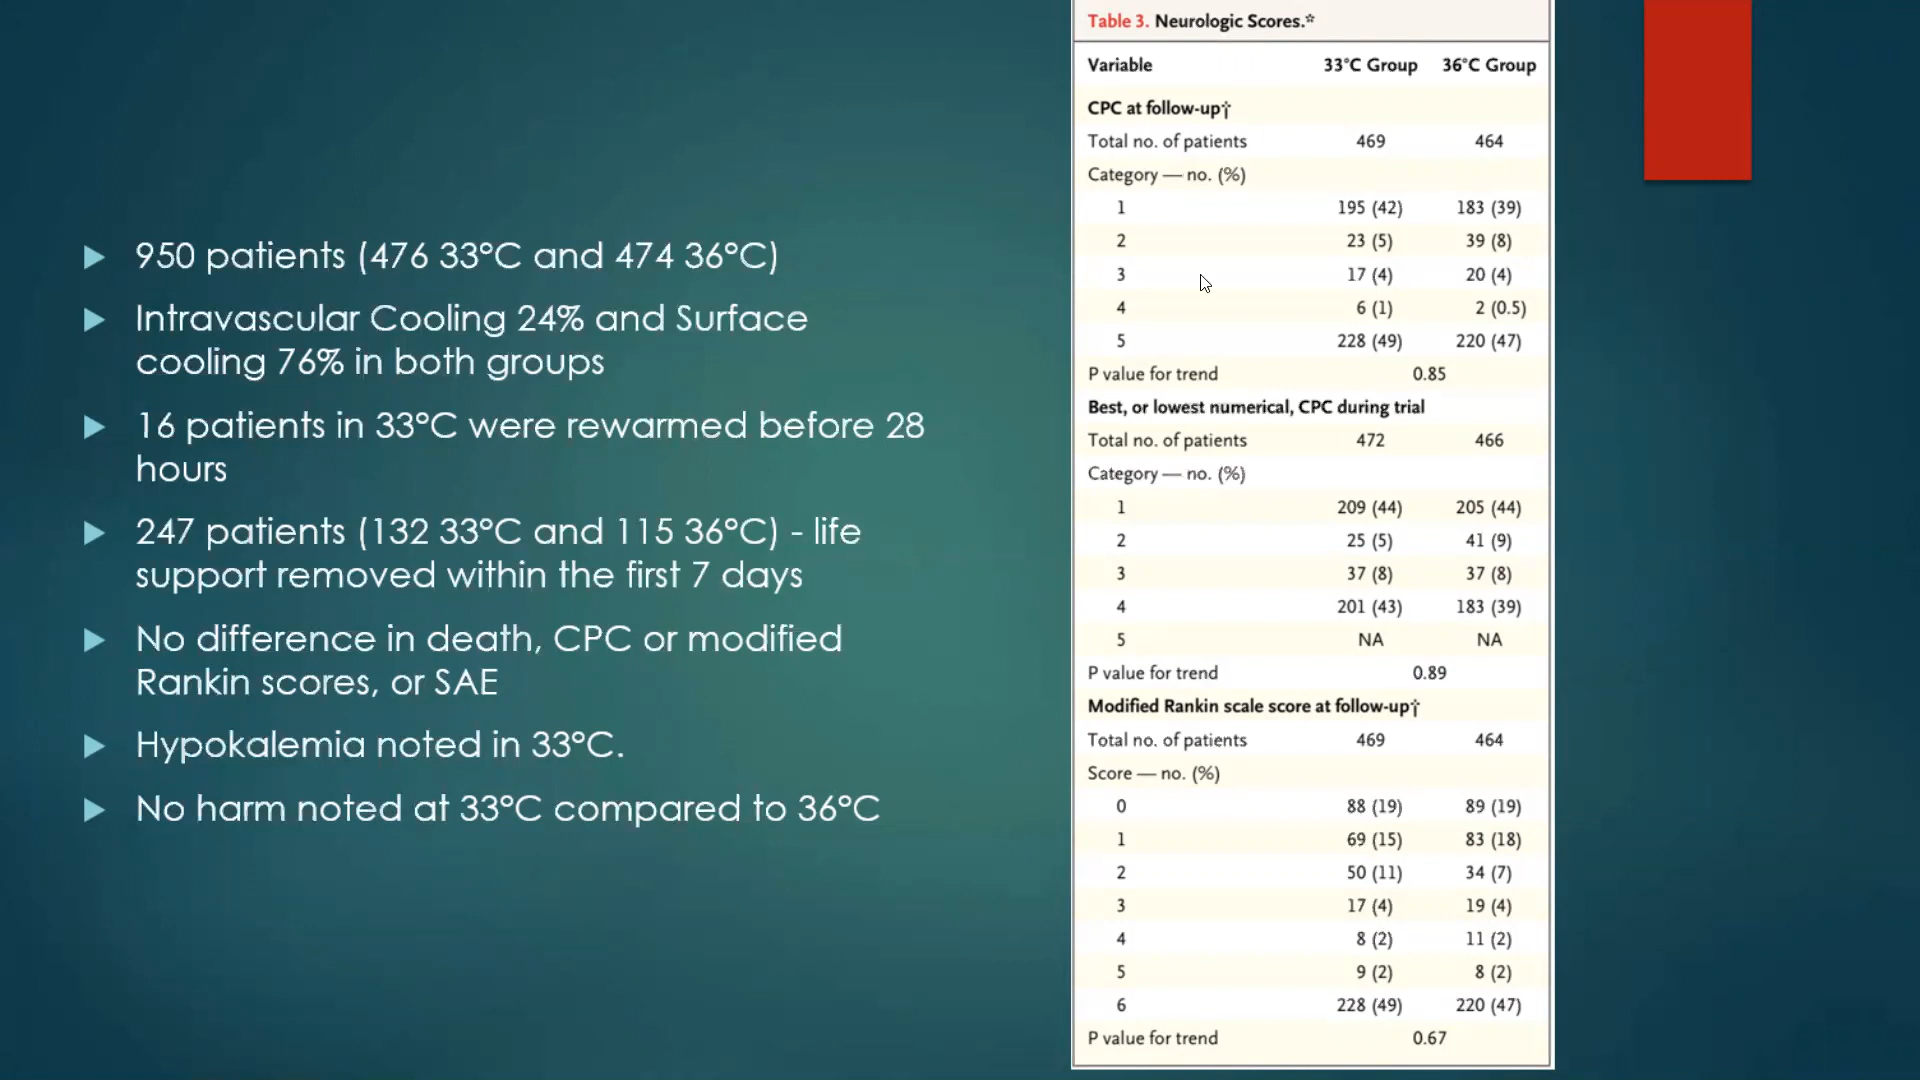 950 patients (476 33°C and 474 36°C)
Intravascular Cooling 24% and Surface
cooling 76% in both groups
16 patients in 33°C were rewarmed before 28
hours
247 patients (132 33°C and 115 36°C) - life
support removed within the first 7 days
No difference in death, CPC or modified
Rankin scores, or SAE
Hypokalemia noted in 33°C.
No harm noted at 33°C compared to 36°C
Table 3. Neurologic Scores.*
Variable 33°C Group 36°C Group
CPC at follow-up†
Total no. of patients 469 464
Category — no. (%)
1 195 (42) 183 (39)
2 23 (5) 39 (8)
3 17 (4) 20 (4)
4 6 (1) 2 (0.5)
5 228 (49) 220 (47)
P value for trend 0.85
Best, or lowest numerical, CPC during trial
Total no. of patients 472 466
Category — no. (%)
1 209 (44) 205 (44)
2 25 (5) 41 (9)
3 37 (8) 37 (8)
4 201 (43) 183 (39)
5 NA NA
P value for trend 0.89
Modified Rankin scale score at follow-up†
Total no. of patients 469 464
Score — no. (%)
0 88 (19) 89 (19)
1 69 (15) 83 (18)
2 50 (11) 34 (7)
3 17 (4) 19 (4)
4 8 (2) 11 (2)
5 9 (2) 8 (2)
6 228 (49) 220 (47)
P value for trend 0.67